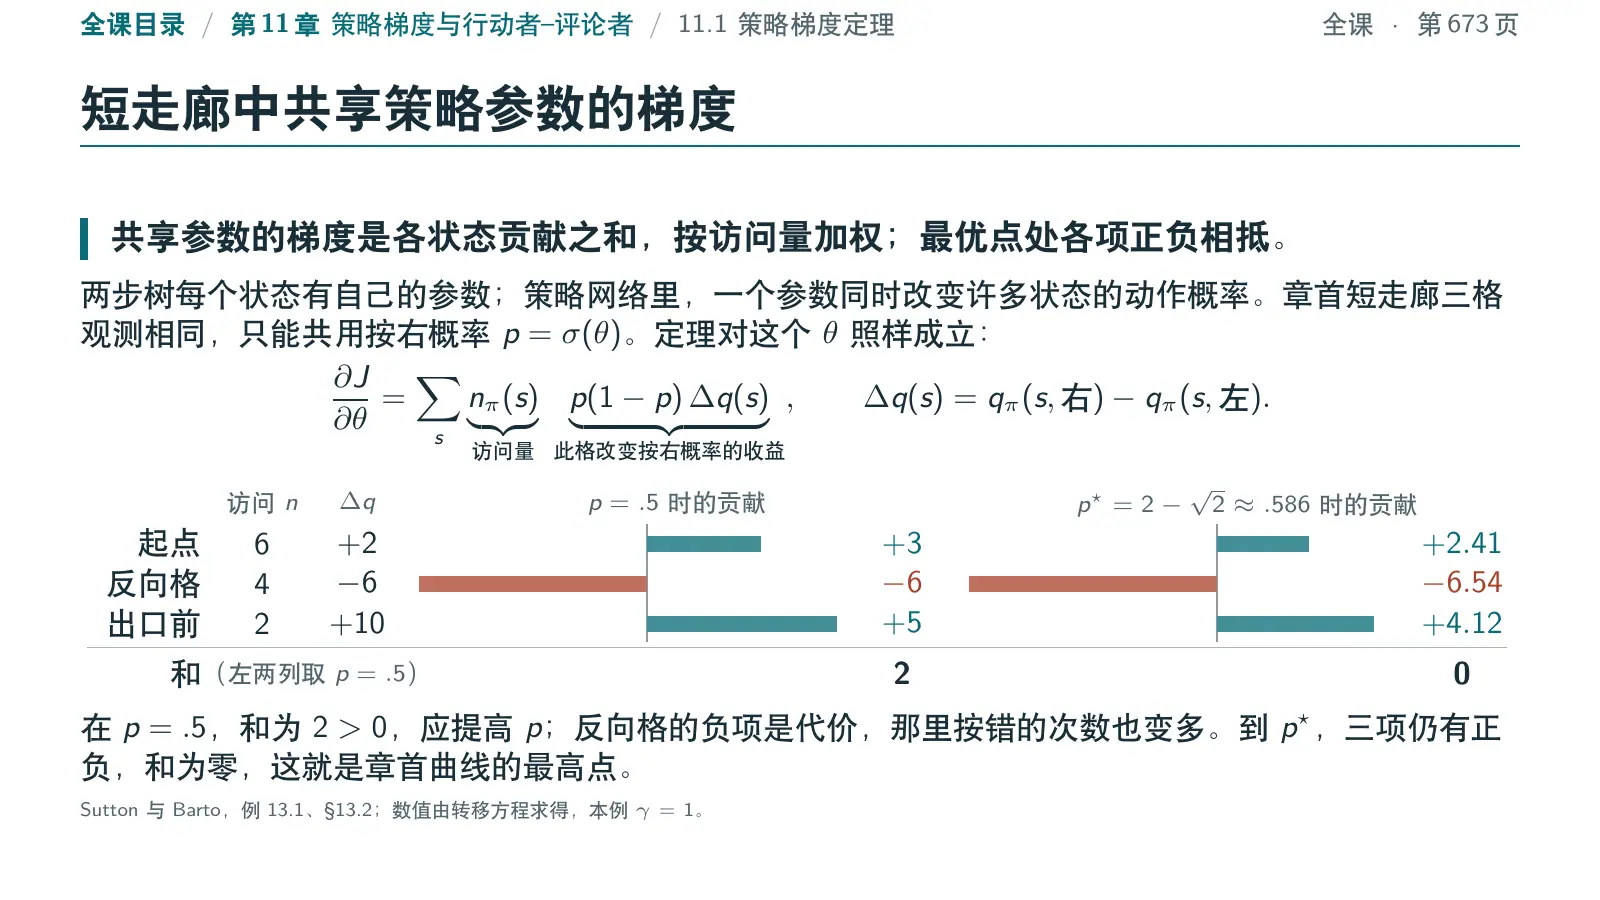 全课目录 / 第 11 章 策略梯度与行动者–评论者 / 11.1 策略梯度定理
全课 · 第 673 页
短走廊中共享策略参数的梯度
共享参数的梯度是各状态贡献之和，按访问量加权；最优点处各项正负相抵。
两步树每个状态有自己的参数；策略网络里，一个参数同时改变许多状态的动作概率。章首短走廊三格
观测相同，只能共用按右概率 p = σ(θ)。定理对这个 θ 照样成立：
∂J/∂θ = ∑_s n_π(s) p(1 − p) Δq(s) ,  Δq(s) = q_π(s, 右) − q_π(s, 左).
访问量 此格改变按右概率的收益
访问 n Δq p = .5 时的贡献 p⋆ = 2 − √2 ≈ .586 时的贡献
起点 6 +2 +3 +2.41
反向格 4 −6 −6 −6.54
出口前 2 +10 +5 +4.12
和（左两列取 p = .5） 2 0
在 p = .5，和为 2 > 0，应提高 p；反向格的负项是代价，那里按错的次数也变多。到 p⋆，三项仍有正
负，和为零，这就是章首曲线的最高点。
Sutton 与 Barto，例 13.1、§13.2；数值由转移方程求得，本例 γ = 1。